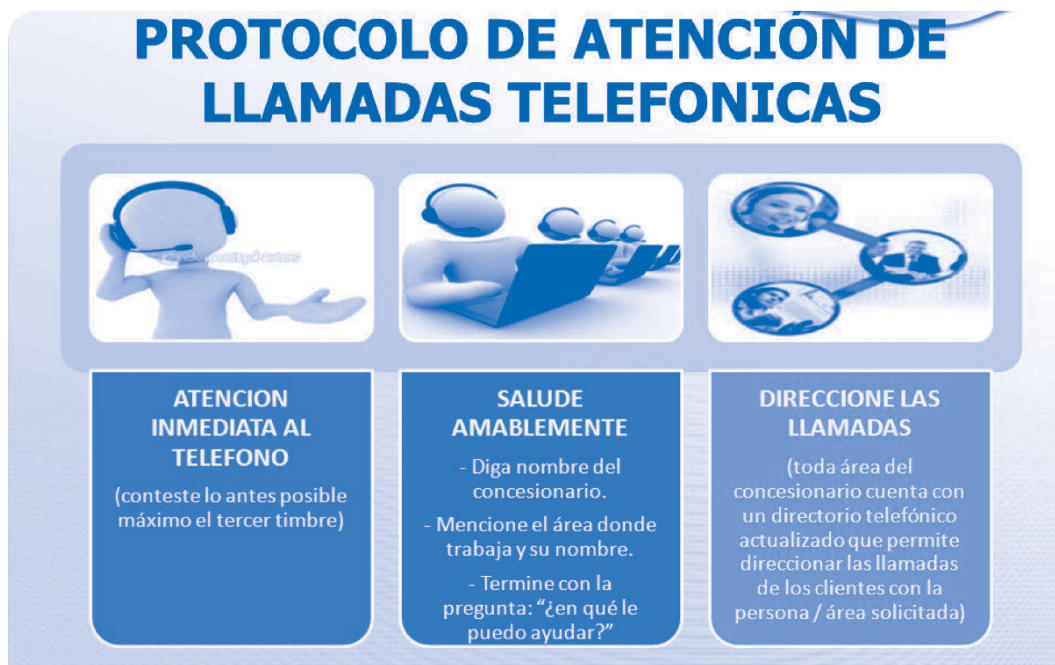 PROTOCOLO DE ATENCIÓN DE
LLAMADAS TELEFONICAS
ATENCION
INMEDIATA AL
TELEFONO
(conteste lo antes posible
máximo el tercer timbre)
SALUDE
AMABLEMENTE
- Diga nombre del
concesionario.
- Mencione el área donde
trabaja y su nombre.
- Termine con la
pregunta: “¿en qué le
puedo ayudar?”
DIRECCIONE LAS
LLAMADAS
(toda área del
concesionario cuenta con
un directorio telefónico
actualizado que permite
direccionar las llamadas
de los clientes con la
persona / área solicitada)